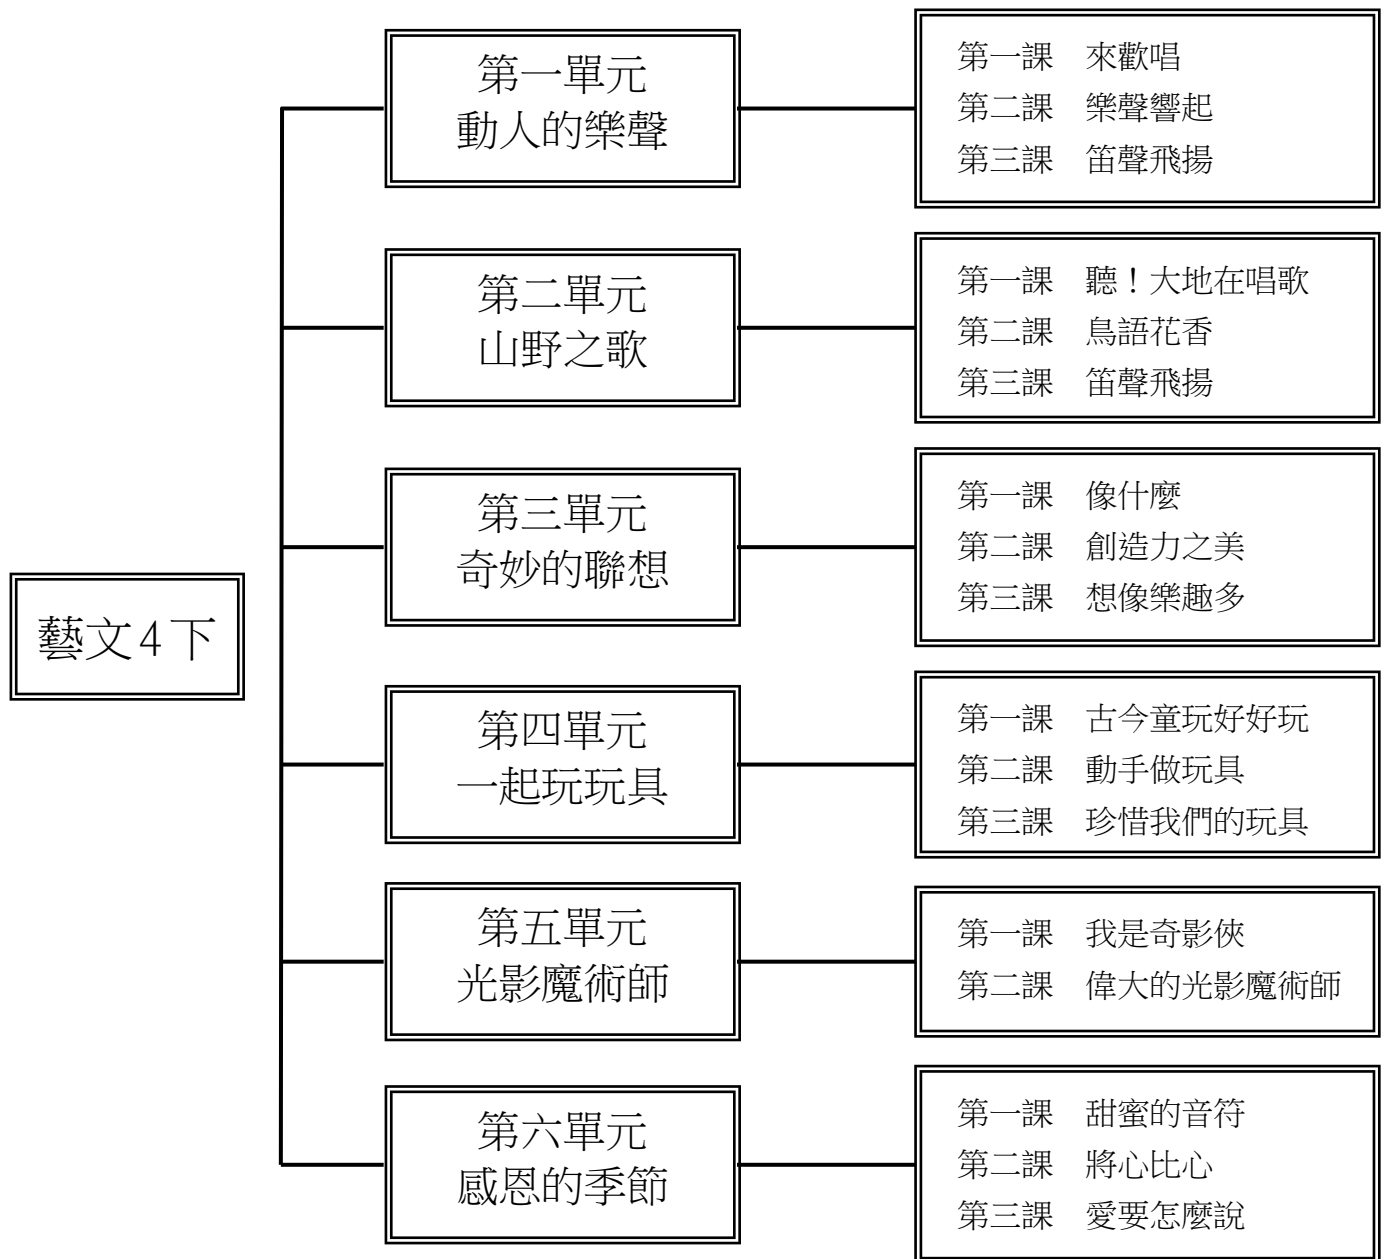 藝文4下
第一單元
動人的樂聲
第一課　來歡唱
第二課　樂聲響起
第三課　笛聲飛揚
第二單元
山野之歌
第一課　聽！大地在唱歌
第二課　鳥語花香
第三課　笛聲飛揚
第三單元
奇妙的聯想
第一課　像什麼
第二課　創造力之美
第三課　想像樂趣多
第四單元
一起玩玩具
第一課　古今童玩好好玩
第二課　動手做玩具
第三課　珍惜我們的玩具
第五單元
光影魔術師
第一課　我是奇影俠
第二課　偉大的光影魔術師
第六單元
感恩的季節
第一課　甜蜜的音符
第二課　將心比心
第三課　愛要怎麼說